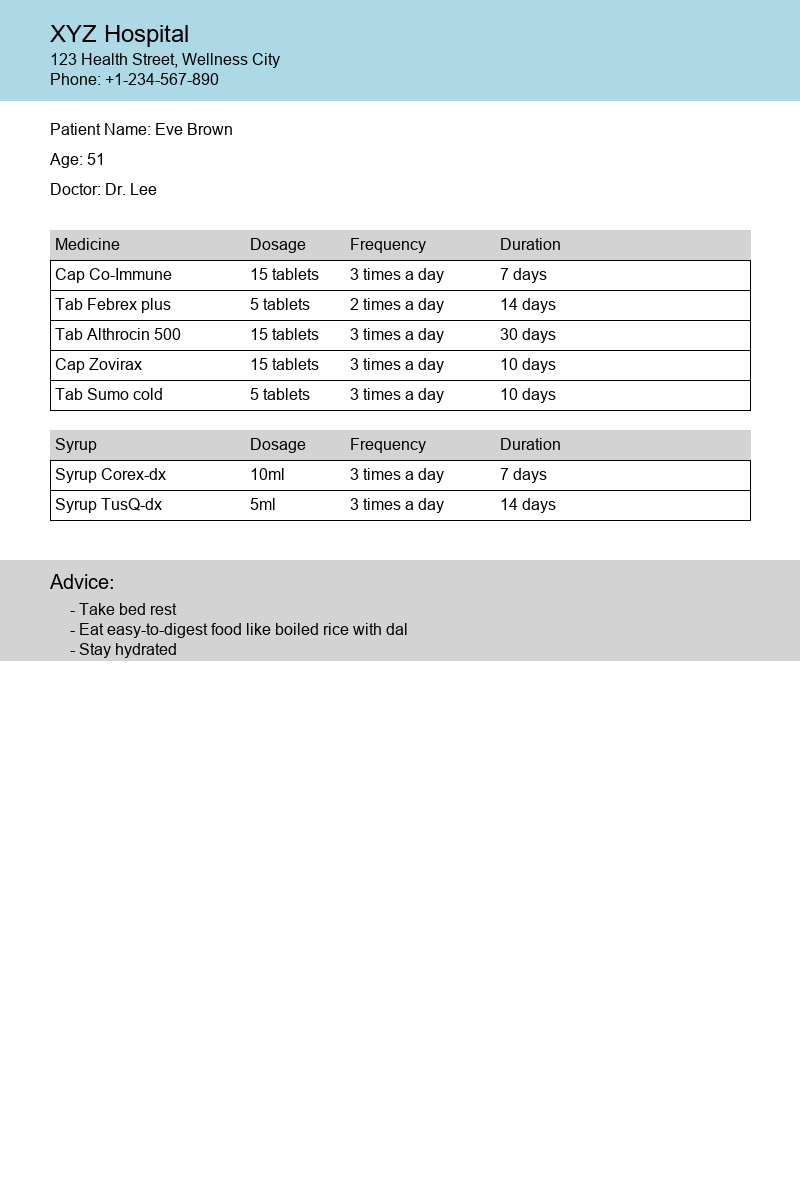 XYZ Hospital
123 Health Street, Wellness City
Phone: +1-234-567-890
Patient Name: Eve Brown
Age: 51
Doctor: Dr. Lee
Medicine Dosage Frequency Duration
Cap Co-Immune 15 tablets 3 times a day 7 days
Tab Febrex plus 5 tablets 2 times a day 14 days
Tab Althrocin 500 15 tablets 3 times a day 30 days
Cap Zovirax 15 tablets 3 times a day 10 days
Tab Sumo cold 5 tablets 3 times a day 10 days
Syrup Dosage Frequency Duration
Syrup Corex-dx 10ml 3 times a day 7 days
Syrup TusQ-dx 5ml 3 times a day 14 days
Advice:
- Take bed rest
- Eat easy-to-digest food like boiled rice with dal
- Stay hydrated